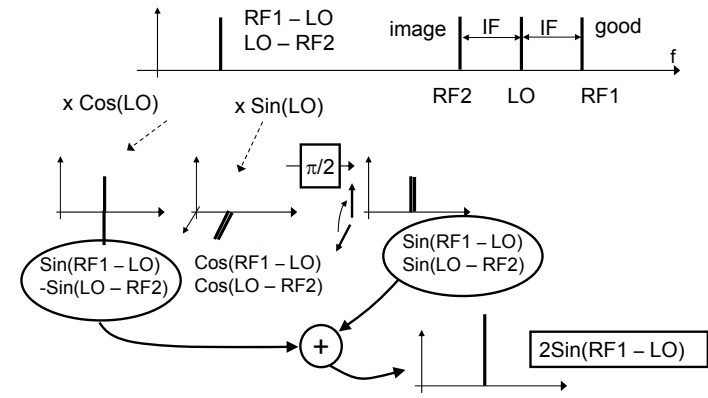 RF1 – LO
LO – RF2
image
IF
IF
good
f
RF2
LO
RF1
x Cos(LO)
x Sin(LO)
π/2
Sin(RF1 – LO)
-Sin(LO – RF2)
Cos(RF1 – LO)
Cos(LO – RF2)
Sin(RF1 – LO)
Sin(LO – RF2)
+
2Sin(RF1 – LO)